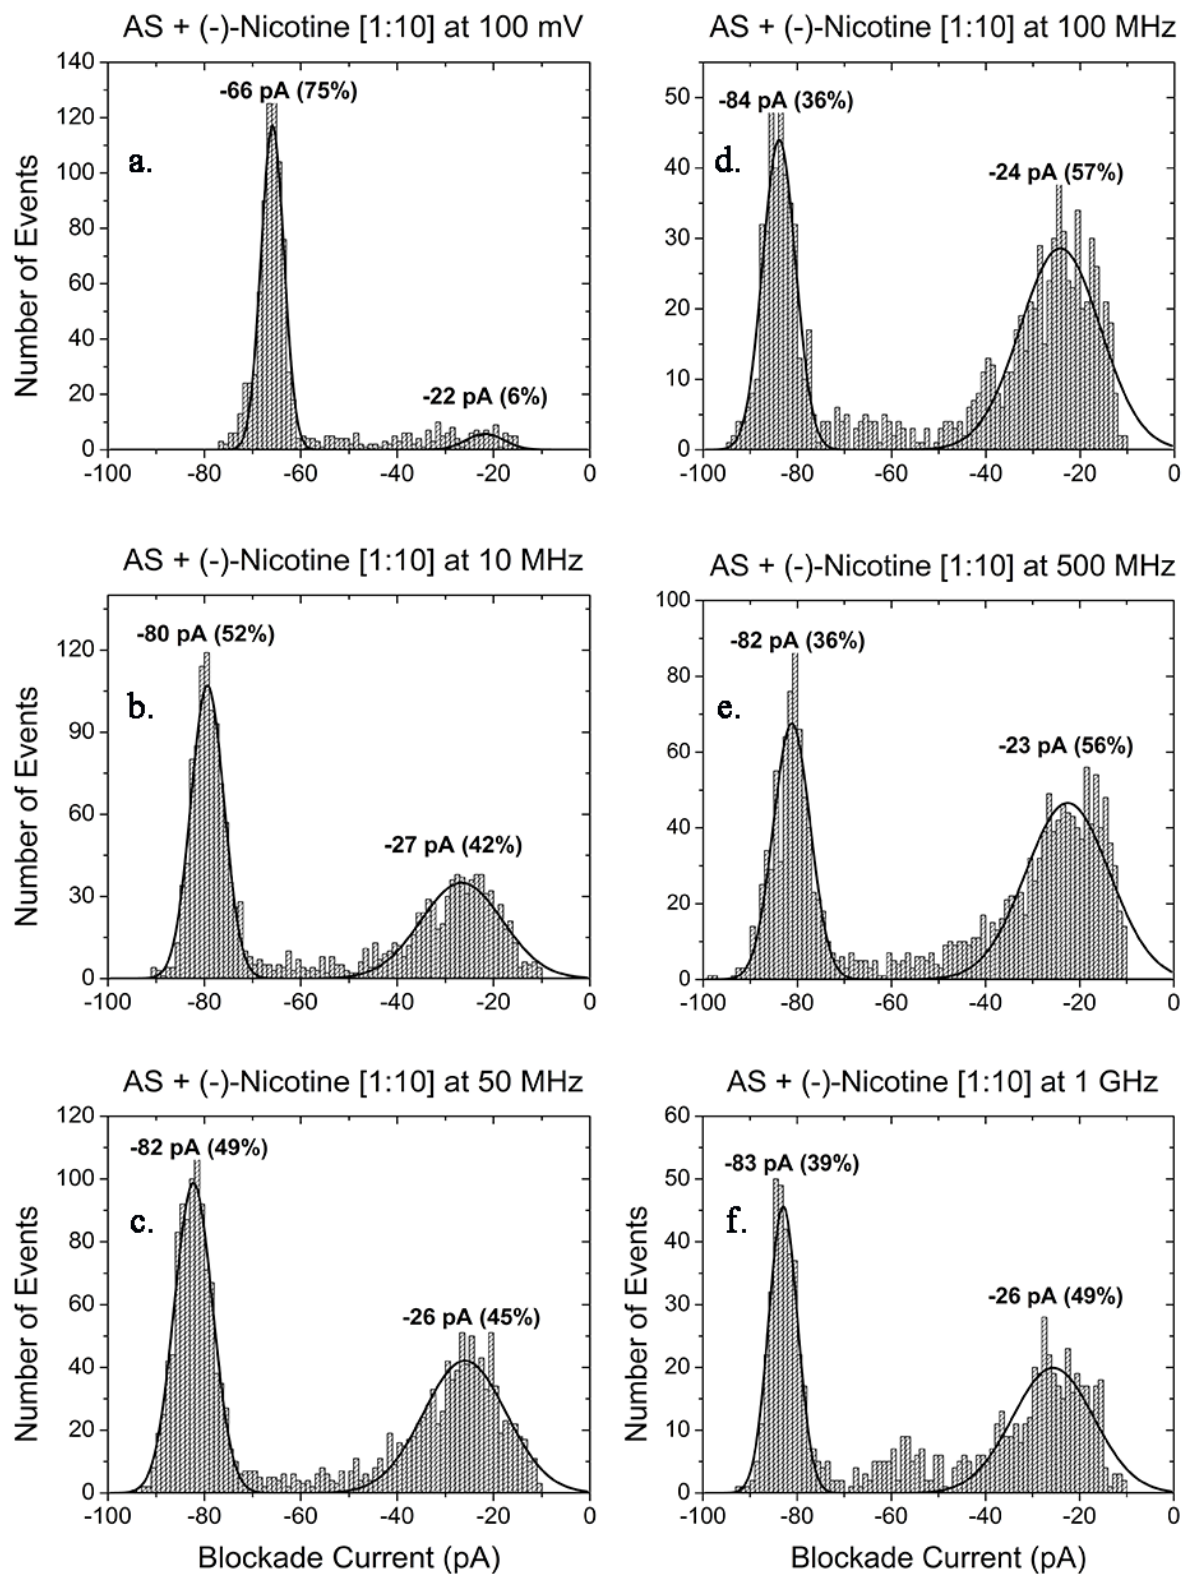 AS + (-)-Nicotine [1:10] at 100 mV
140
120
100
80
60
40
20
0
Number of Events
a.
-66 pA (75%)
-22 pA (6%)
-100 -80 -60 -40 -20 0
AS + (-)-Nicotine [1:10] at 10 MHz
120
90
60
30
0
Number of Events
b.
-80 pA (52%)
-27 pA (42%)
-100 -80 -60 -40 -20 0
AS + (-)-Nicotine [1:10] at 50 MHz
120
100
80
60
40
20
0
Number of Events
c.
-82 pA (49%)
-26 pA (45%)
-100 -80 -60 -40 -20 0
Blockade Current (pA)
AS + (-)-Nicotine [1:10] at 100 MHz
50
40
30
20
10
0
d.
-84 pA (36%)
-24 pA (57%)
-100 -80 -60 -40 -20 0
AS + (-)-Nicotine [1:10] at 500 MHz
100
80
60
40
20
0
e.
-82 pA (36%)
-23 pA (56%)
-100 -80 -60 -40 -20 0
AS + (-)-Nicotine [1:10] at 1 GHz
60
50
40
30
20
10
0
Number of Events
f.
-83 pA (39%)
-26 pA (49%)
-100 -80 -60 -40 -20 0
Blockade Current (pA)